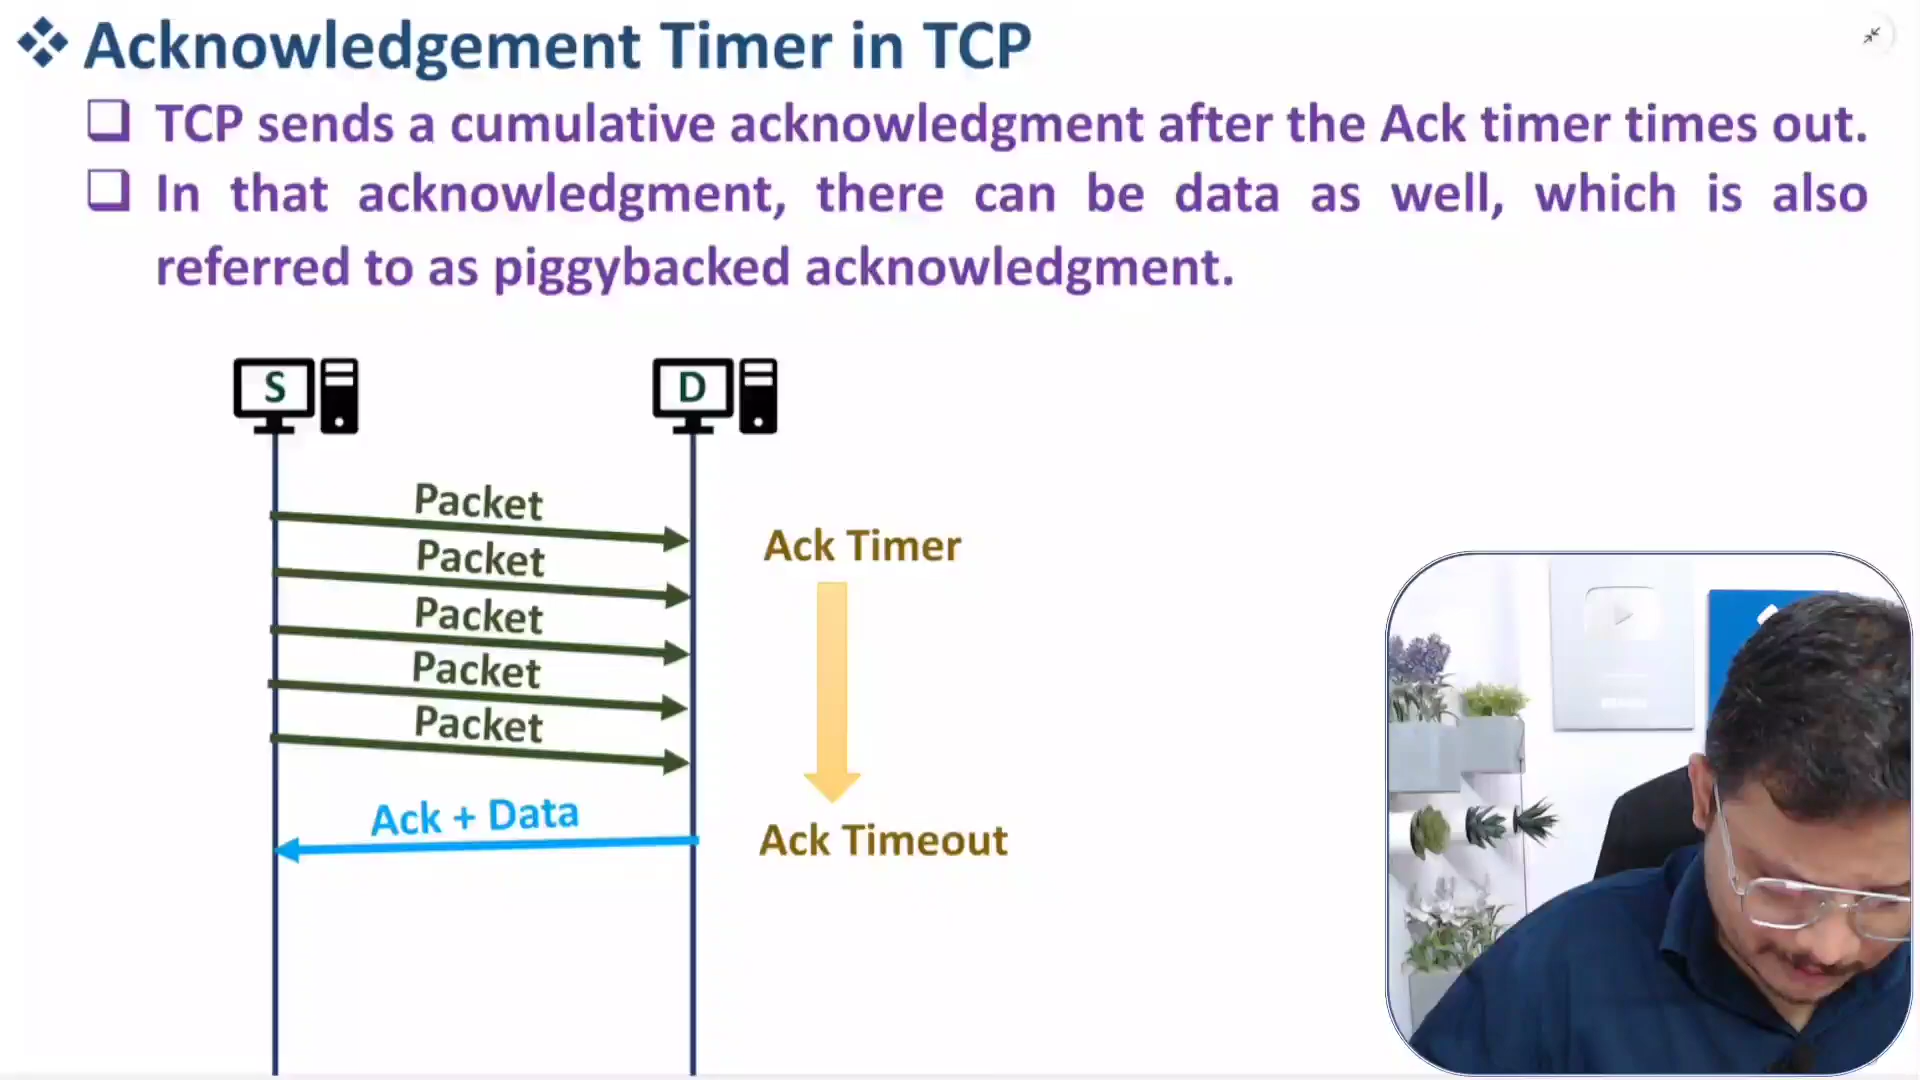 Acknowledgement Timer in TCP
TCP sends a cumulative acknowledgment after the Ack timer times out.
In that acknowledgment, there can be data as well, which is also
referred to as piggybacked acknowledgment.
S
D
Packet
Packet
Packet
Packet
Packet
Ack + Data
Ack Timer
Ack Timeout